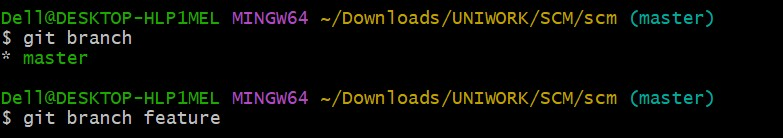 Dell@DESKTOP-HLP1MEL MINGW64 ~/Downloads/UNIWORK/SCM/scm (master)
$ git branch
* master
Dell@DESKTOP-HLP1MEL MINGW64 ~/Downloads/UNIWORK/SCM/scm (master)
$ git branch feature